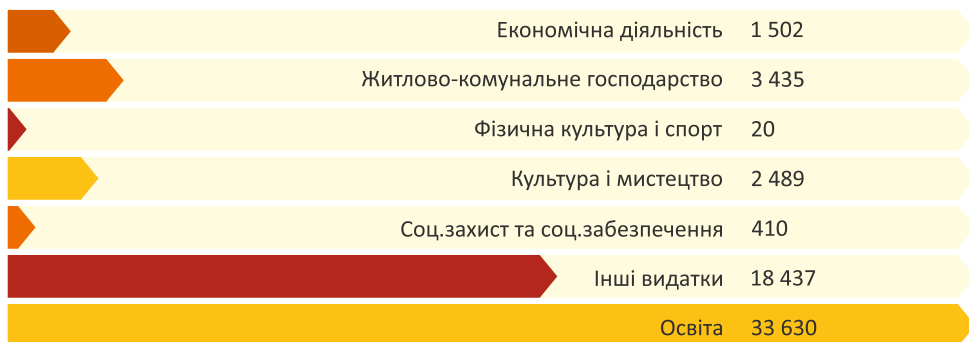 Економічна діяльність 1 502
Житлово-комунальне господарство 3 435
Фізична культура і спорт 20
Культура і мистецтво 2 489
Соц.захист та соц.забезпечення 410
Інші видатки 18 437
Освіта 33 630